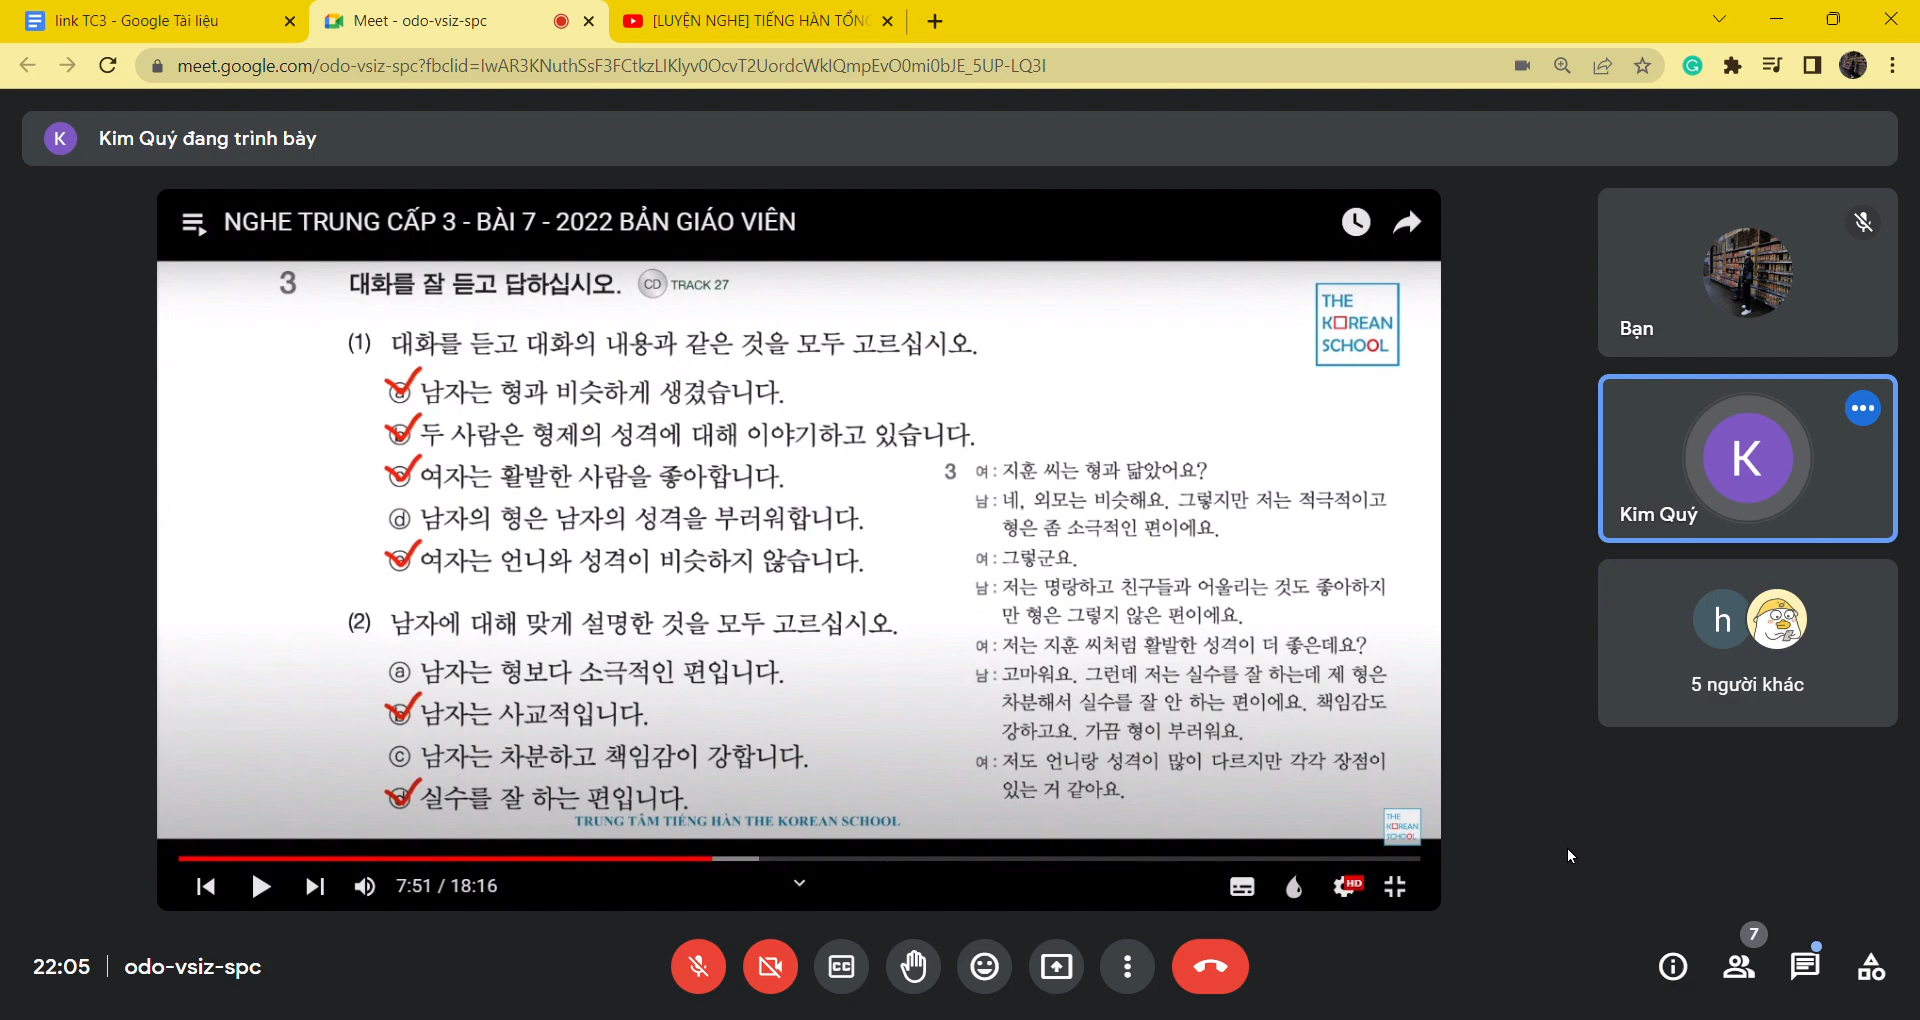 link TC3 - Google Tài liệu
Meet - odo-vsiz-spc
[LUYỆN NGHE] TIẾNG HÀN TỔNG
meet.google.com/odo-vsiz-spc?fbclid=IwAR3KNuthSsF3FCtkzLIKlyv0OcvT2UordcWkIQmpEvO0mi0bJE_5UP-LQ3I
K
Kim Quý đang trình bày
NGHE TRUNG CẤP 3 - BÀI 7 - 2022 BẢN GIÁO VIÊN
3 대화를 잘 듣고 답하십시오. CD TRACK 27
THE
KOREAN
SCHOOL
(1) 대화를 듣고 대화의 내용과 같은 것을 모두 고르십시오.
ⓐ 남자는 형과 비슷하게 생겼습니다.
ⓑ 두 사람은 형제의 성격에 대해 이야기하고 있습니다.
ⓒ 여자는 활발한 사람을 좋아합니다.
ⓓ 남자의 형은 남자의 성격을 부러워합니다.
ⓔ 여자는 언니와 성격이 비슷하지 않습니다.
(2) 남자에 대해 맞게 설명한 것을 모두 고르십시오.
ⓐ 남자는 형보다 소극적인 편입니다.
ⓑ 남자는 사교적입니다.
ⓒ 남자는 차분하고 책임감이 강합니다.
ⓓ 실수를 잘 하는 편입니다.
3 여 : 지훈 씨는 형과 닮았어요?
남 : 네, 외모는 비슷해요. 그렇지만 저는 적극적이고
형은 좀 소극적인 편이에요.
여 : 그렇군요.
남 : 저는 명랑하고 친구들과 어울리는 것도 좋아하지
만 형은 그렇지 않은 편이에요.
여 : 저는 지훈 씨처럼 활발한 성격이 더 좋은데요?
남 : 고마워요. 그런데 저는 실수를 잘 하는데 제 형은
차분해서 실수를 잘 안 하는 편이에요. 책임감도
강하고요. 가끔 형이 부러워요.
여 : 저도 언니랑 성격이 많이 다르지만 각각 장점이
있는 거 같아요.
TRUNG TÂM TIẾNG HÀN THE KOREAN SCHOOL
THE
KOREAN
SCHOOL
7:51 / 18:16
HD
Bạn
K
Kim Quý
h
5 người khác
22:05 | odo-vsiz-spc
CC
7